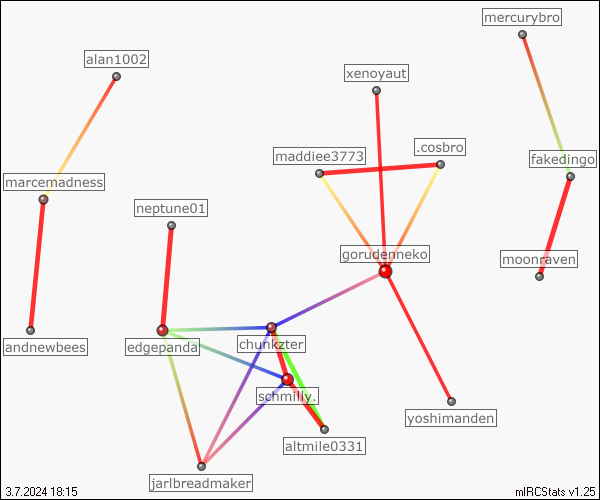 mercurybro
alan1002
xenoyaut
.cosbro
maddiee3773
fakedingo
marcemadness
neptune01
gorudenneko
moonraven
andnewbees
edgepanda
chunkzter
schmilly.
yoshimanden
altmile0331
jarlbreadmaker
3.7.2024 18:15
mIRCStats v1.25